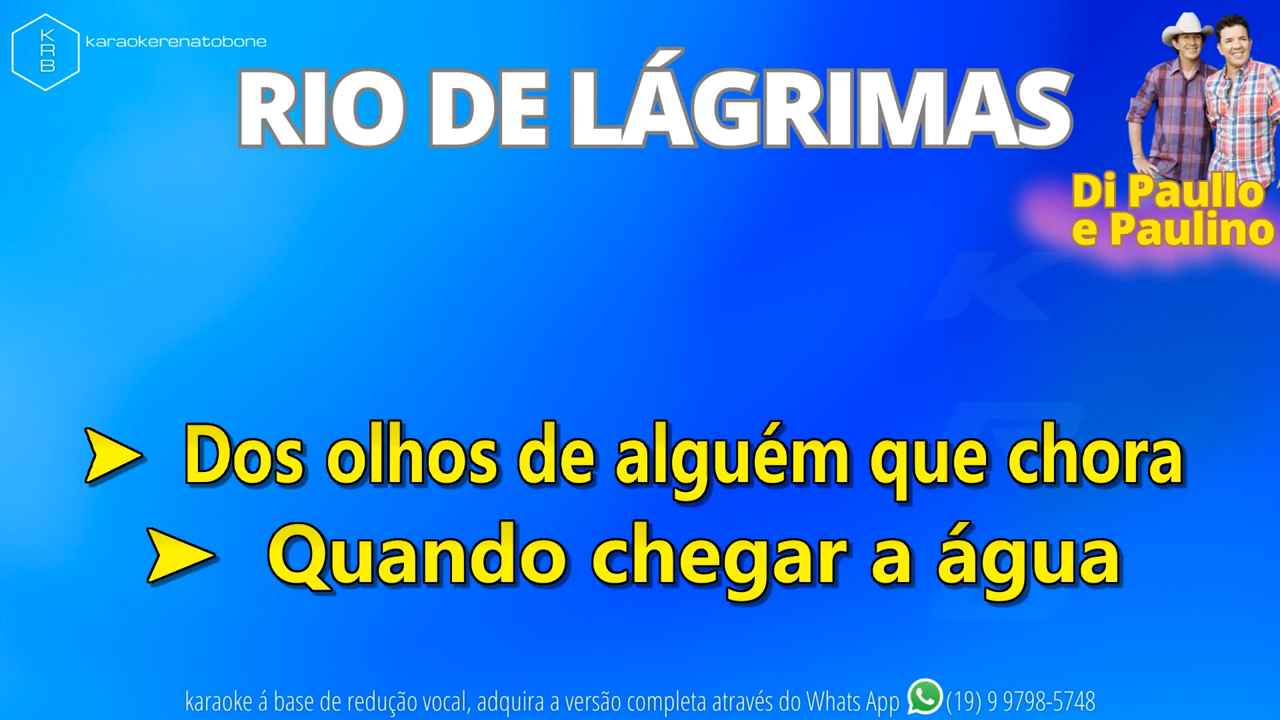 KRB
karaokerenatobone
RIO DE LÁGRIMAS
Di Paullo
e Paulino
K
B
➤ Dos olhos de alguém que chora
➤ Quando chegar a água
karaoke á base de redução vocal, adquira a versão completa através do Whats App (19) 9 9798-5748